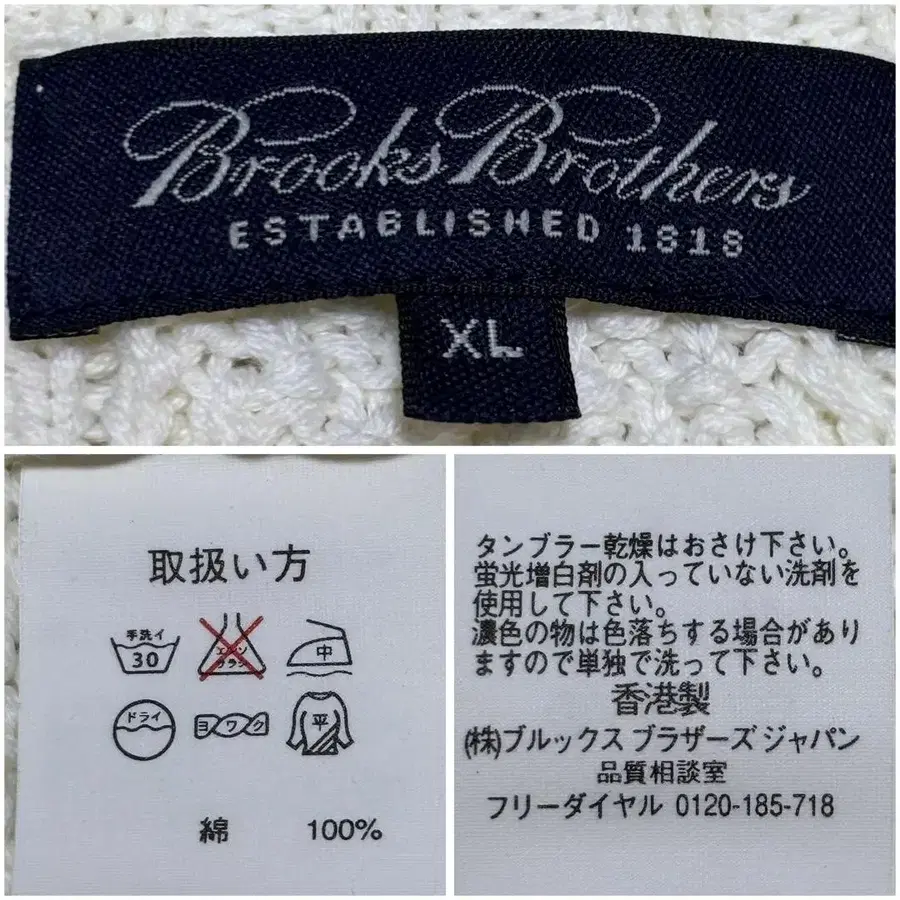 Brooks Brothers
ESTABLISHED 1818
XL
取扱い方
手洗イ
30
エンソ
サラシ
中
ドライ
ヨワク
平
綿 100%
タンブラー乾燥はおさけ下さい。
蛍光増白剤の入っていない洗剤を
使用して下さい。
濃色の物は色落ちする場合があり
ますので単独で洗って下さい。
香港製
(株)ブルックス ブラザーズ ジャパン
品質相談室
フリーダイヤル 0120-185-718